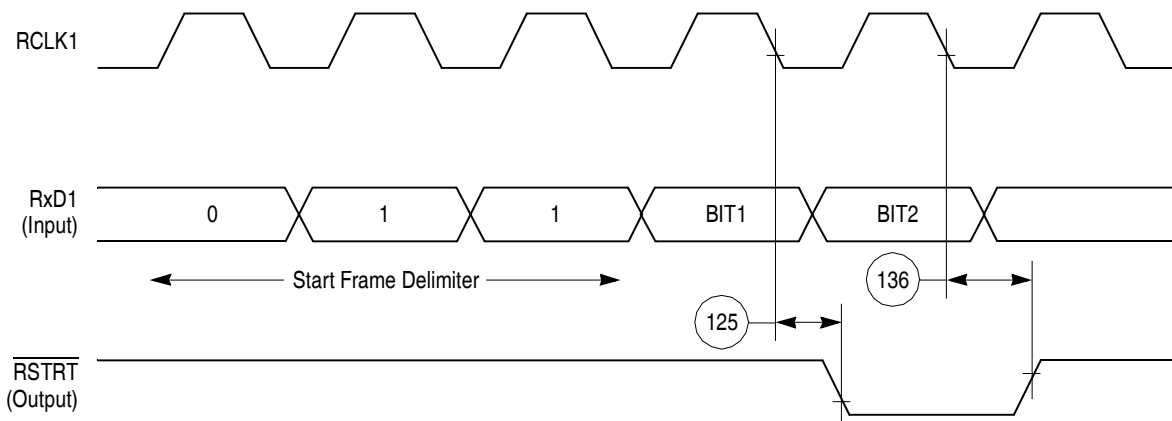 RCLK1
RxD1
(Input)
0
1
1
BIT1
BIT2
Start Frame Delimiter
136
125
RSTRT
(Output)